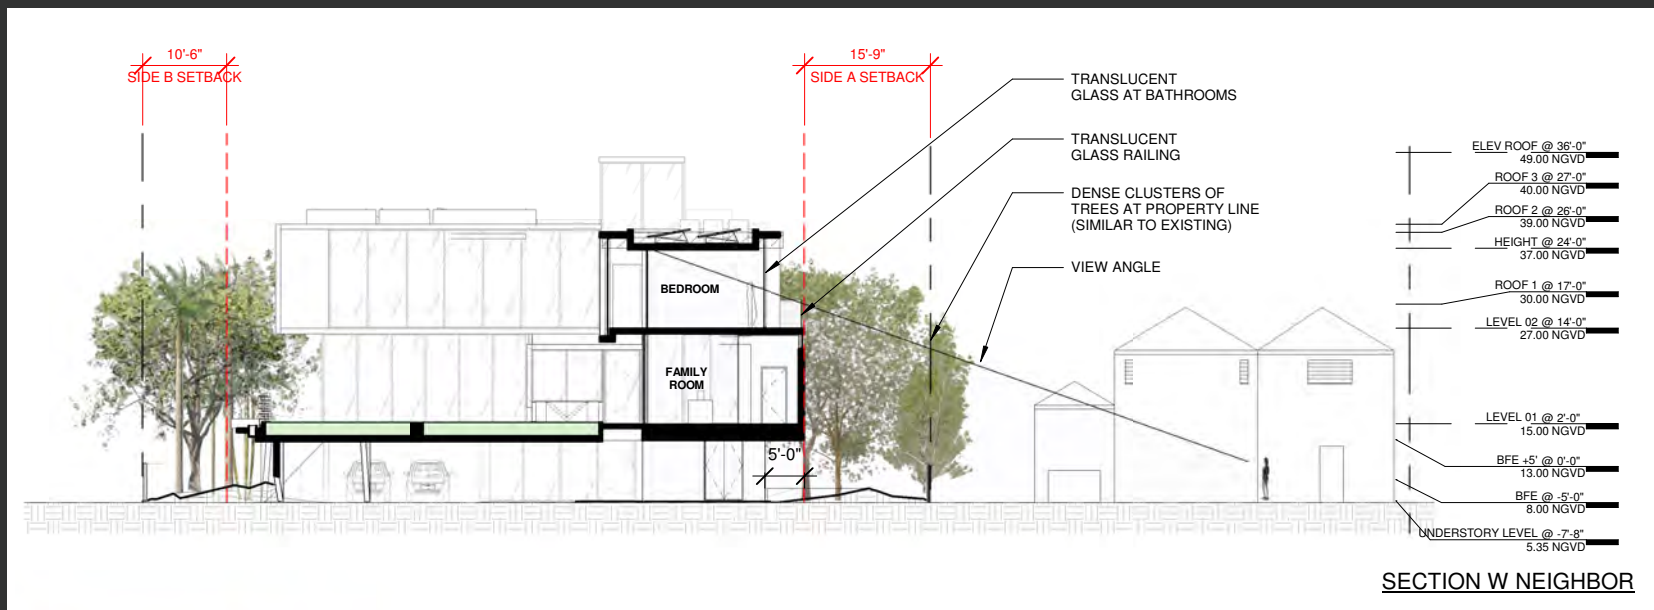 10'-6"
SIDE B SETBACK
15'-9"
SIDE A SETBACK
TRANSLUCENT
GLASS AT BATHROOMS
TRANSLUCENT
GLASS RAILING
DENSE CLUSTERS OF
TREES AT PROPERTY LINE
(SIMILAR TO EXISTING)
VIEW ANGLE
BEDROOM
FAMILY
ROOM
5'-0"
ELEV ROOF @ 36'-0"
49.00 NGVD
ROOF 3 @ 27'-0"
40.00 NGVD
ROOF 2 @ 26'-0"
39.00 NGVD
HEIGHT @ 24'-0"
37.00 NGVD
ROOF 1 @ 17'-0"
30.00 NGVD
LEVEL 02 @ 14'-0"
27.00 NGVD
LEVEL 01 @ 2'-0"
15.00 NGVD
BFE +5' @ 0'-0"
13.00 NGVD
BFE @ -5'-0"
8.00 NGVD
UNDERSTORY LEVEL @ -7'-8"
5.35 NGVD
SECTION W NEIGHBOR